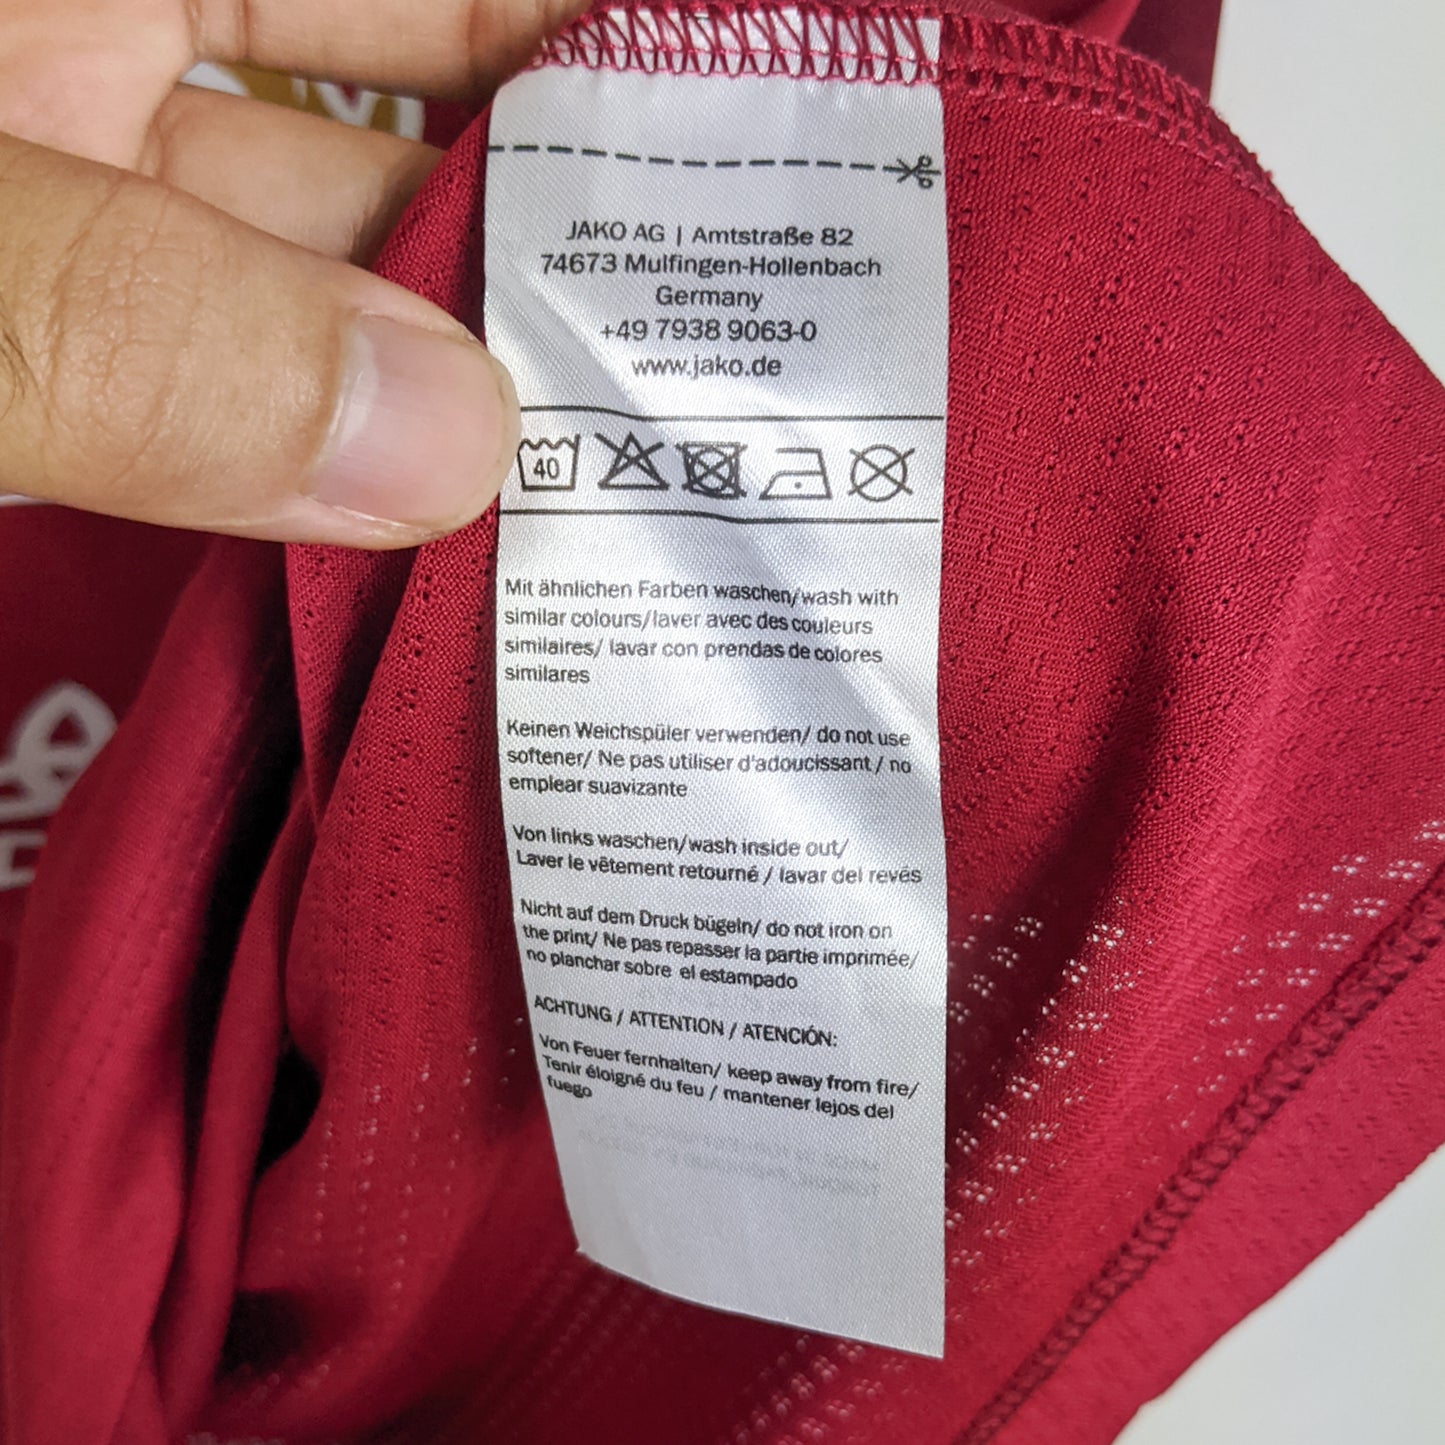 JAKO AG | Amtstraße 82
74673 Mulfingen-Hollenbach
Germany
+49 7938 9063-0
www.jako.de
40
Mit ähnlichen Farben waschen/wash with
similar colours/laver avec des couleurs
similaires/ lavar con prendas de colores
similares
Keinen Weichspüler verwenden/ do not use
softener/ Ne pas utiliser d'adoucissant / no
emplear suavizante
Von links waschen/wash inside out/
Laver le vêtement retourné / lavar del revés
Nicht auf dem Druck bügeln/ do not iron on
the print/ Ne pas repasser la partie imprimée/
no planchar sobre el estampado
ACHTUNG / ATTENTION / ATENCIÓN:
Von Feuer fernhalten/ keep away from fire/
Tenir éloigné du feu / mantener lejos del
fuego